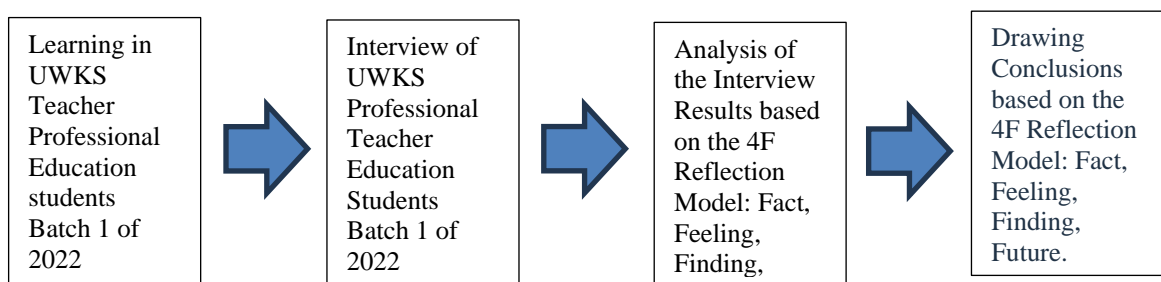 Learning in
UWKS
Teacher
Professional
Education
students
Batch 1 of
2022
Interview of
UWKS
Professional
Teacher
Education
Students
Batch 1 of
2022
Analysis of
the Interview
Results based
on the 4F
Reflection
Model: Fact,
Feeling,
Finding,
Drawing
Conclusions
based on the
4F Reflection
Model: Fact,
Feeling,
Finding,
Future.